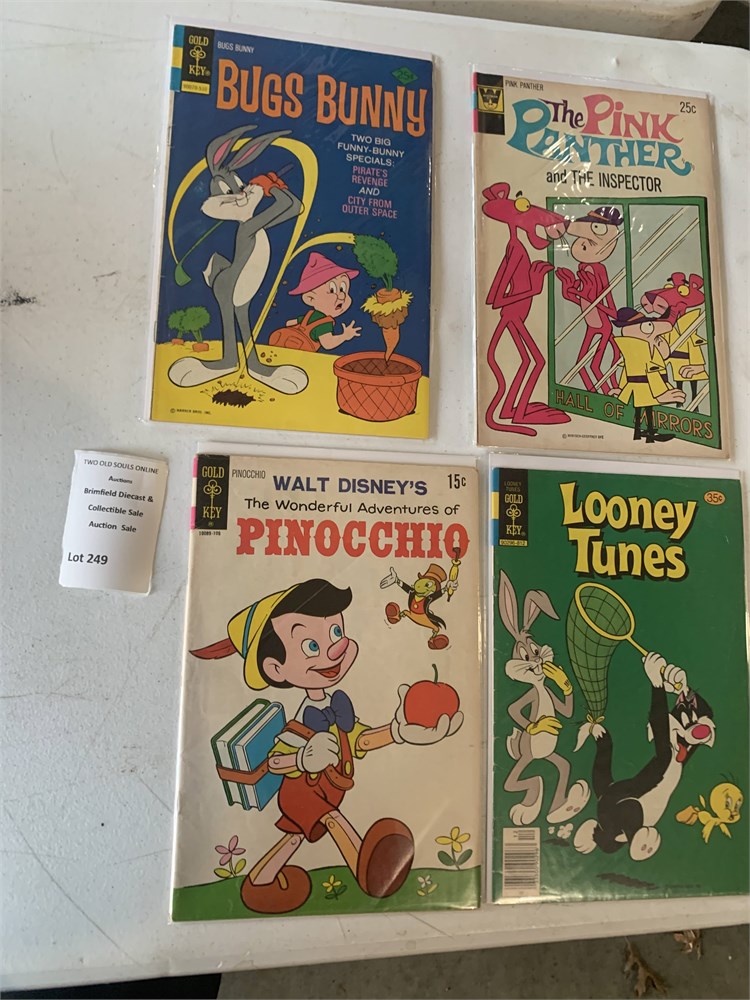 GOLD
KEY®
BUGS BUNNY
BUGS BUNNY
TWO BIG
FUNNY-BUNNY
SPECIALS:
PIRATE'S
REVENGE
AND
CITY FROM
OUTER SPACE
© WARNER BROS. INC.
PINK PANTHER
25¢
The PINK
PANTHER
and THE INSPECTOR
HALL OF MIRRORS
TWO OLD SOULS ONLINE
Auctions
Brimfield Diecast &
Collectible Sale
Auction Sale
Lot 249
GOLD
KEY
PINOCCHIO
15¢
WALT DISNEY'S
The Wonderful Adventures of
PINOCCHIO
LOONEY
TUNES
GOLD
KEY
35¢
Looney
Tunes